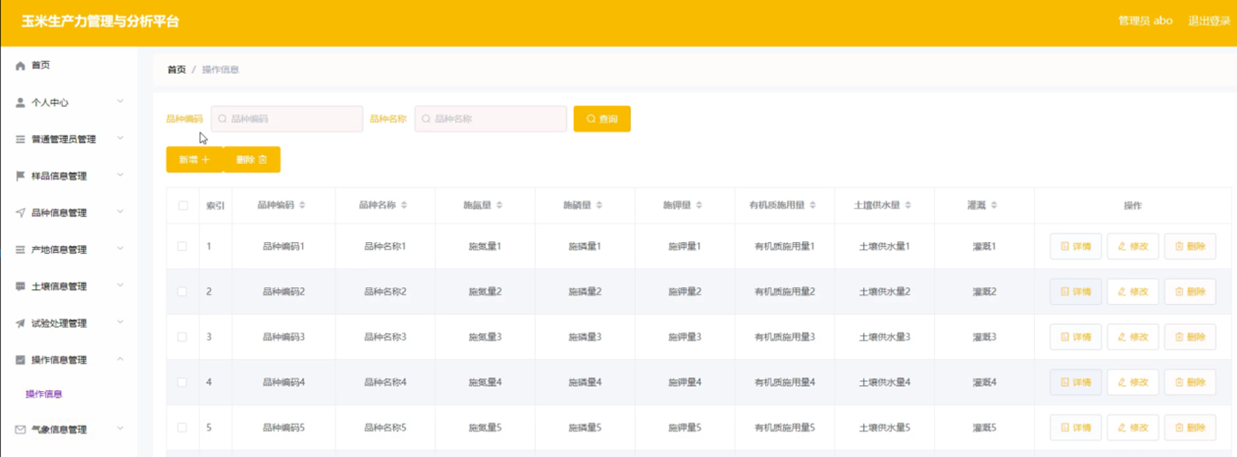 玉米生产力管理与分析平台
管理员 abo 退出登录
首页
个人中心
普通管理员管理
样品信息管理
品种信息管理
产地信息管理
土壤信息管理
试验处理管理
操作信息管理
操作信息
气象信息管理
首页 / 操作信息
品种编码 品种编码 品种名称 品种名称 查询
新增 删除
索引 品种编码 品种名称 施氮量 施磷量 施钾量 有机质施用量 土壤供水量 灌溉 操作
1 品种编码1 品种名称1 施氮量1 施磷量1 施钾量1 有机质施用量1 土壤供水量1 灌溉1 详情 修改 删除
2 品种编码2 品种名称2 施氮量2 施磷量2 施钾量2 有机质施用量2 土壤供水量2 灌溉2 详情 修改 删除
3 品种编码3 品种名称3 施氮量3 施磷量3 施钾量3 有机质施用量3 土壤供水量3 灌溉3 详情 修改 删除
4 品种编码4 品种名称4 施氮量4 施磷量4 施钾量4 有机质施用量4 土壤供水量4 灌溉4 详情 修改 删除
5 品种编码5 品种名称5 施氮量5 施磷量5 施钾量5 有机质施用量5 土壤供水量5 灌溉5 详情 修改 删除